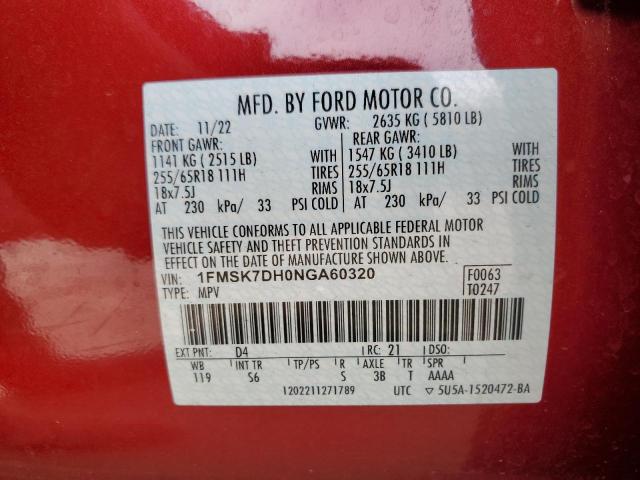 MFD. BY FORD MOTOR CO.
DATE: 11/22 GVWR: 2635 KG ( 5810 LB)
FRONT GAWR: REAR GAWR:
1141 KG ( 2515 LB) WITH 1547 KG ( 3410 LB) WITH
255/65R18 111H TIRES 255/65R18 111H TIRES
18x7.5J RIMS 18x7.5J RIMS
AT 230 kPa/ 33 PSI COLD AT 230 kPa/ 33 PSI COLD
THIS VEHICLE CONFORMS TO ALL APPLICABLE FEDERAL MOTOR
VEHICLE SAFETY AND THEFT PREVENTION STANDARDS IN
EFFECT ON THE DATE OF MANUFACTURE SHOWN ABOVE.
VIN: 1FMSK7DH0NGA60320 F0063
TYPE: MPV T0247
EXT PNT: D4 RC: 21 DSO:
WB INT TR TP/PS R AXLE TR SPR
119 S6 S 3B T AAAA
1202211271789 UTC ▽ 5U5A-1520472-BA